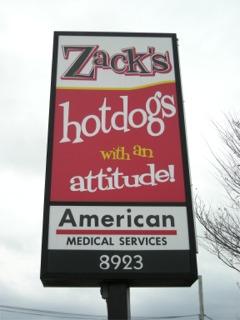 Zack's
hotdogs
with an
attitude!
American
MEDICAL SERVICES
8923